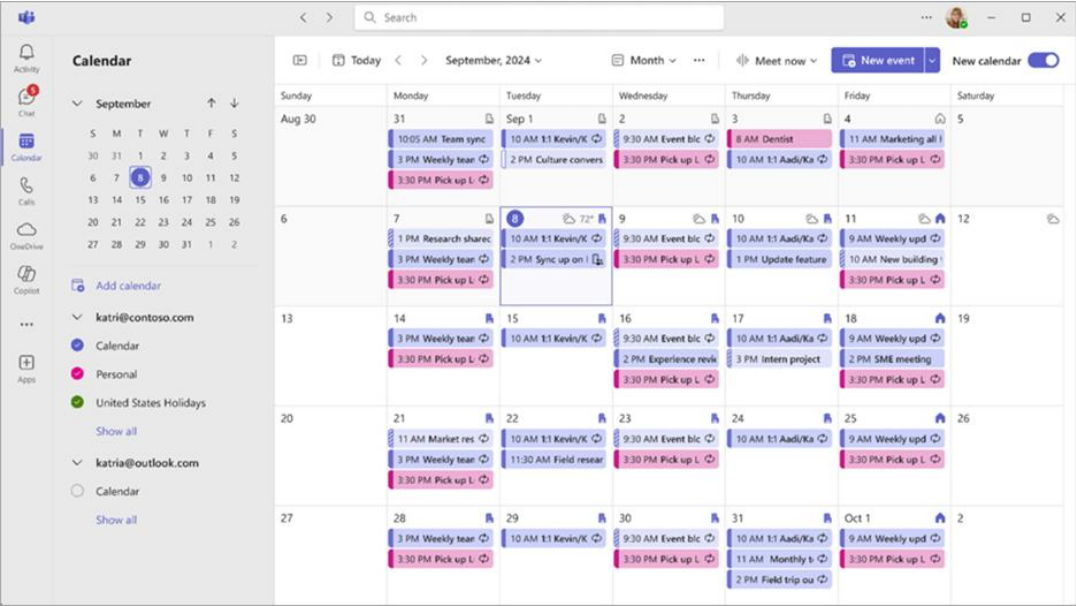 Search
Activity
5
Chat
Calendar
Calls
OneDrive
Copilot
Apps
Calendar
September
S M T W T F S
30 31 1 2 3 4 5
6 7 8 9 10 11 12
13 14 15 16 17 18 19
20 21 22 23 24 25 26
27 28 29 30 31 1 2
Add calendar
katri@contoso.com
Calendar
Personal
United States Holidays
Show all
katria@outlook.com
Calendar
Show all
Today September, 2024 Month Meet now New event New calendar
Sunday Monday Tuesday Wednesday Thursday Friday Saturday
Aug 30 31 Sep 1 2 3 4 5
10:05 AM Team sync 10 AM 1:1 Kevin/K 9:30 AM Event blc 8 AM Dentist 11 AM Marketing all
3 PM Weekly tean 2 PM Culture convers 3:30 PM Pick up L 10 AM 1:1 Aadi/Ka 3:30 PM Pick up L
3:30 PM Pick up L
6 7 8 72° 9 10 11 12
1 PM Research sharec 10 AM 1:1 Kevin/K 9:30 AM Event blc 10 AM 1:1 Aadi/Ka 9 AM Weekly upd
3 PM Weekly tean 2 PM Sync up on 3:30 PM Pick up L 1 PM Update feature 10 AM New building
3:30 PM Pick up L 3:30 PM Pick up L
13 14 15 16 17 18 19
3 PM Weekly tean 10 AM 1:1 Kevin/K 9:30 AM Event blc 10 AM 1:1 Aadi/Ka 9 AM Weekly upd
3:30 PM Pick up L 2 PM Experience revie 3 PM Intern project 2 PM SME meeting
3:30 PM Pick up L 3:30 PM Pick up L
20 21 22 23 24 25 26
11 AM Market res 10 AM 1:1 Kevin/K 9:30 AM Event blc 10 AM 1:1 Aadi/Ka 9 AM Weekly upd
3 PM Weekly tean 11:30 AM Field resear 3:30 PM Pick up L 3:30 PM Pick up L
3:30 PM Pick up L
27 28 29 30 31 Oct 1 2
3 PM Weekly tean 10 AM 1:1 Kevin/K 9:30 AM Event blc 10 AM 1:1 Aadi/Ka 9 AM Weekly upd
3:30 PM Pick up L 3:30 PM Pick up L 11 AM Monthly 3:30 PM Pick up L
2 PM Field trip ou